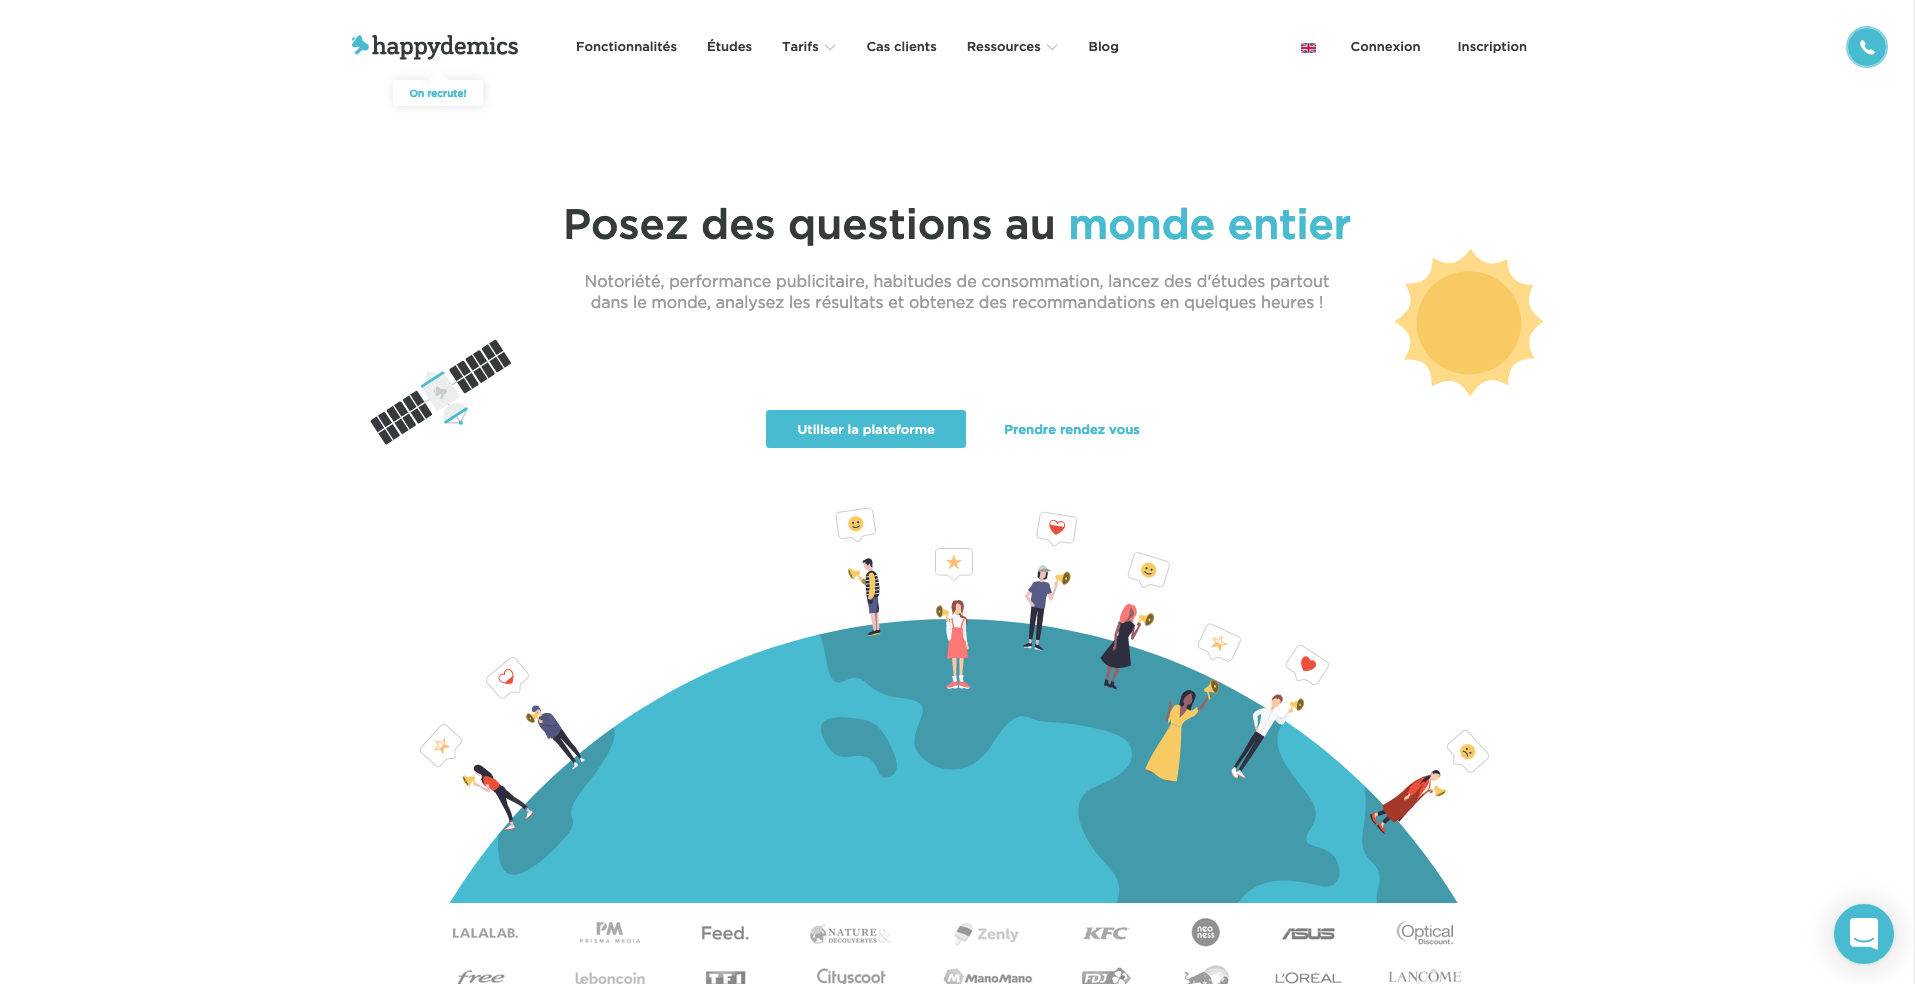 happydemics
Fonctionnalités
Études
Tarifs
Cas clients
Ressources
Blog
Connexion
Inscription
On recrute!
Posez des questions au monde entier
Notoriété, performance publicitaire, habitudes de consommation, lancez des d'études partout
dans le monde, analysez les résultats et obtenez des recommandations en quelques heures !
Utiliser la plateforme
Prendre rendez vous
LALALAB.
PM
PRISMA MEDIA
Feed.
NATURE &
DECOUVERTES
Zenly
KFC
neo
ness
ASUS
Optical
Discount.
free
leboncoin
TF1
Cityscoot
ManoMano
FDJ
L'ORÉAL
LANCÔME